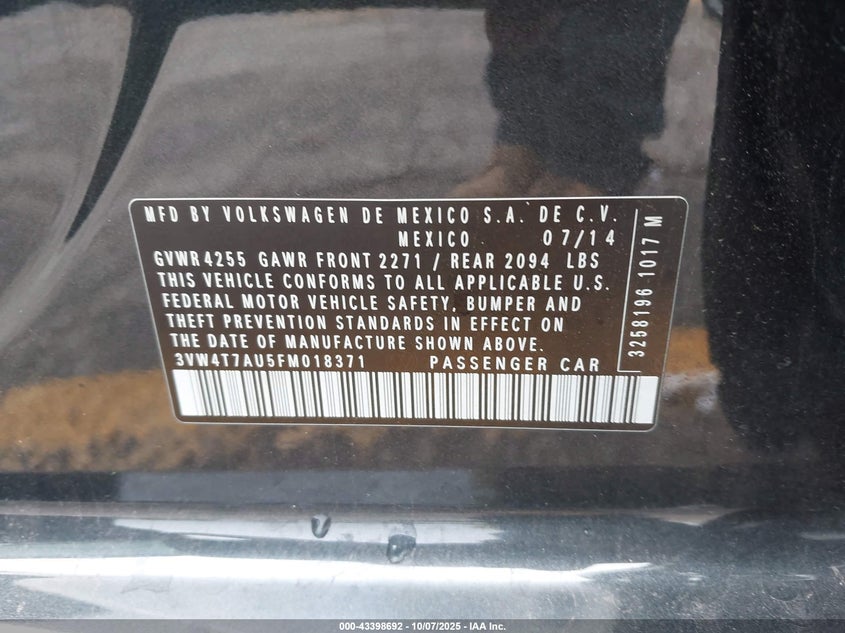 MFD BY VOLKSWAGEN DE MEXICO S.A. DE C.V.
MEXICO 07/14
GVWR 4255 GAWR FRONT 2271 / REAR 2094 LBS
THIS VEHICLE CONFORMS TO ALL APPLICABLE U.S.
FEDERAL MOTOR VEHICLE SAFETY, BUMPER AND
THEFT PREVENTION STANDARDS IN EFFECT ON
THE DATE OF MANUFACTURE SHOWN ABOVE.
3VW4T7AU5FM018371 PASSENGER CAR
3258196 1017 M
000-43398692 - 10/07/2025 - IAA Inc.